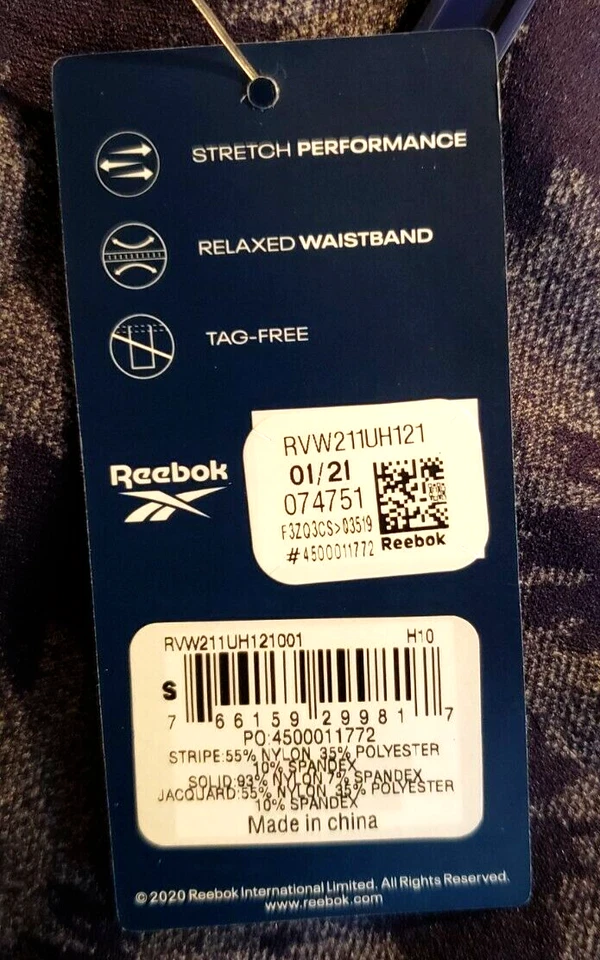 STRETCH PERFORMANCE
RELAXED WAISTBAND
TAG-FREE
Reebok
RVW211UH121
01/21
074751
F3ZQ3CS>03519
#4500011772
Reebok
RVW211UH121001 H10
S
7 66159 29981 7
PO:4500011772
STRIPE:55% NYLON 35% POLYESTER
10% SPANDEX
SOLID:93% NYLON 7% SPANDEX
JACQUARD:55% NYLON 35% POLYESTER
10% SPANDEX
Made in china
© 2020 Reebok International Limited. All Rights Reserved.
www.reebok.com